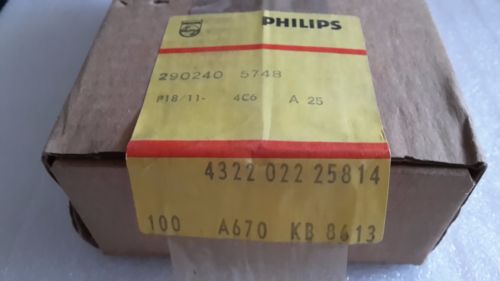 PHILIPS
290240 5748
P18/11- 4C6 A 25
4322 022 25814
100 A670 KB 8613